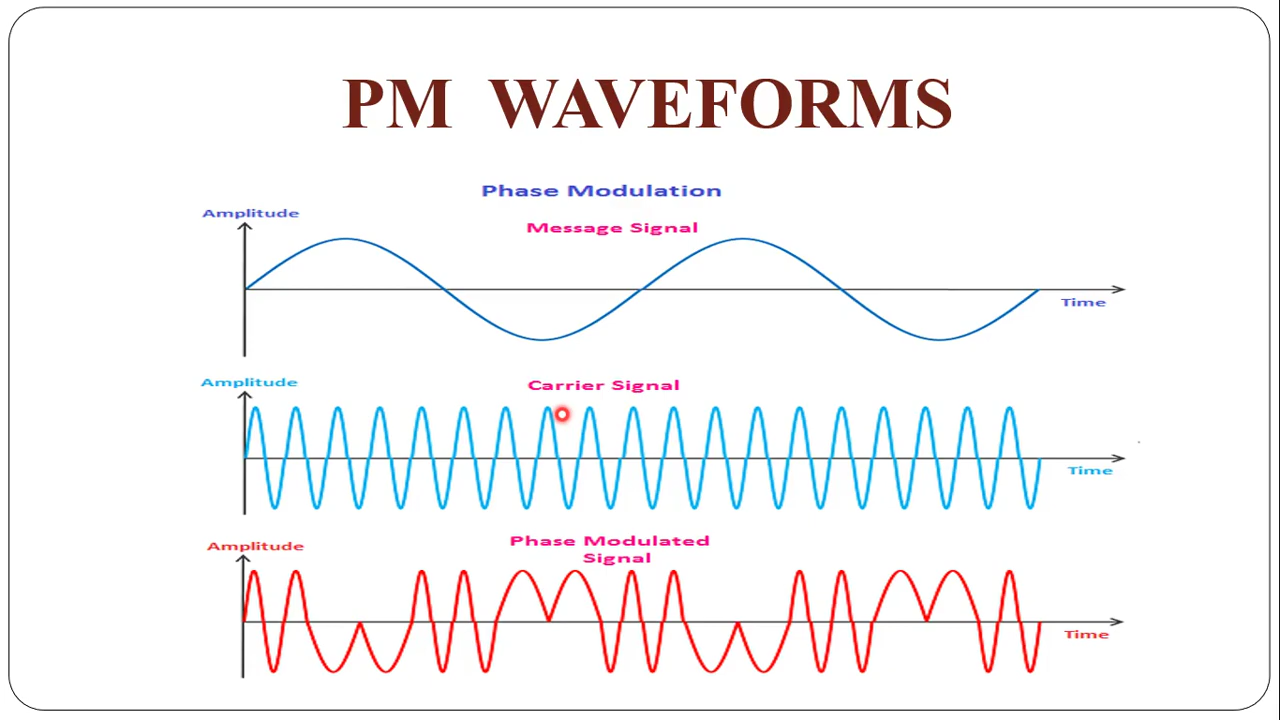 PM WAVEFORMS
Phase Modulation
Amplitude
Message Signal
Time
Amplitude
Carrier Signal
Time
Amplitude
Phase Modulated
Signal
Time